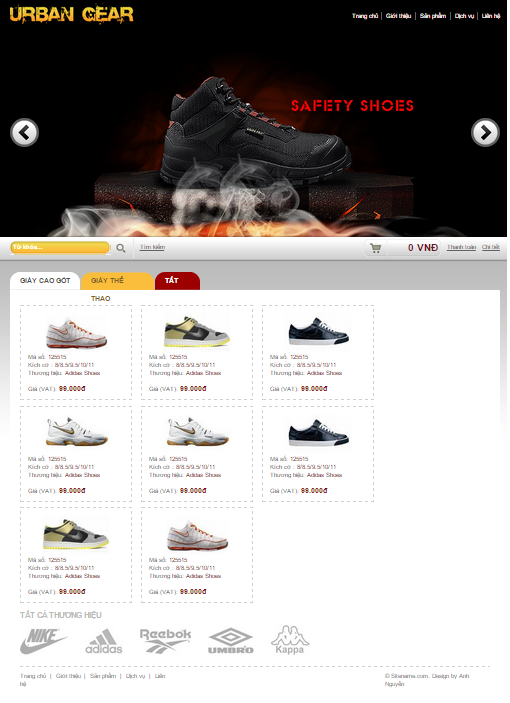 URBAN GEAR
Trang chủ | Giới thiệu | Sản phẩm | Dịch vụ | Liên hệ
SAFETY SHOES
Từ khóa...
Tìm kiếm
0 VNĐ
Thanh toán
Chi tiết
GIÀY CAO GÓT
GIÀY THỂ
THAO
TẤT
Mã số: 125515
Kích cỡ : 8/8.5/9.5/10/11
Thương hiệu: Adidas Shoes
Giá (VAT): 99.000đ
Mã số: 125515
Kích cỡ : 8/8.5/9.5/10/11
Thương hiệu: Adidas Shoes
Giá (VAT): 99.000đ
Mã số: 125515
Kích cỡ : 8/8.5/9.5/10/11
Thương hiệu: Adidas Shoes
Giá (VAT): 99.000đ
Mã số: 125515
Kích cỡ : 8/8.5/9.5/10/11
Thương hiệu: Adidas Shoes
Giá (VAT): 99.000đ
Mã số: 125515
Kích cỡ : 8/8.5/9.5/10/11
Thương hiệu: Adidas Shoes
Giá (VAT): 99.000đ
Mã số: 125515
Kích cỡ : 8/8.5/9.5/10/11
Thương hiệu: Adidas Shoes
Giá (VAT): 99.000đ
Mã số: 125515
Kích cỡ : 8/8.5/9.5/10/11
Thương hiệu: Adidas Shoes
Giá (VAT): 99.000đ
Mã số: 125515
Kích cỡ : 8/8.5/9.5/10/11
Thương hiệu: Adidas Shoes
Giá (VAT): 99.000đ
TẤT CẢ THƯƠNG HIỆU
NIKE
adidas
Reebok
UMBRO
Kappa
Trang chủ | Giới thiệu | Sản phẩm | Dịch vụ | Liên
hệ
© Sitename.com. Design by Anh
Nguyễn